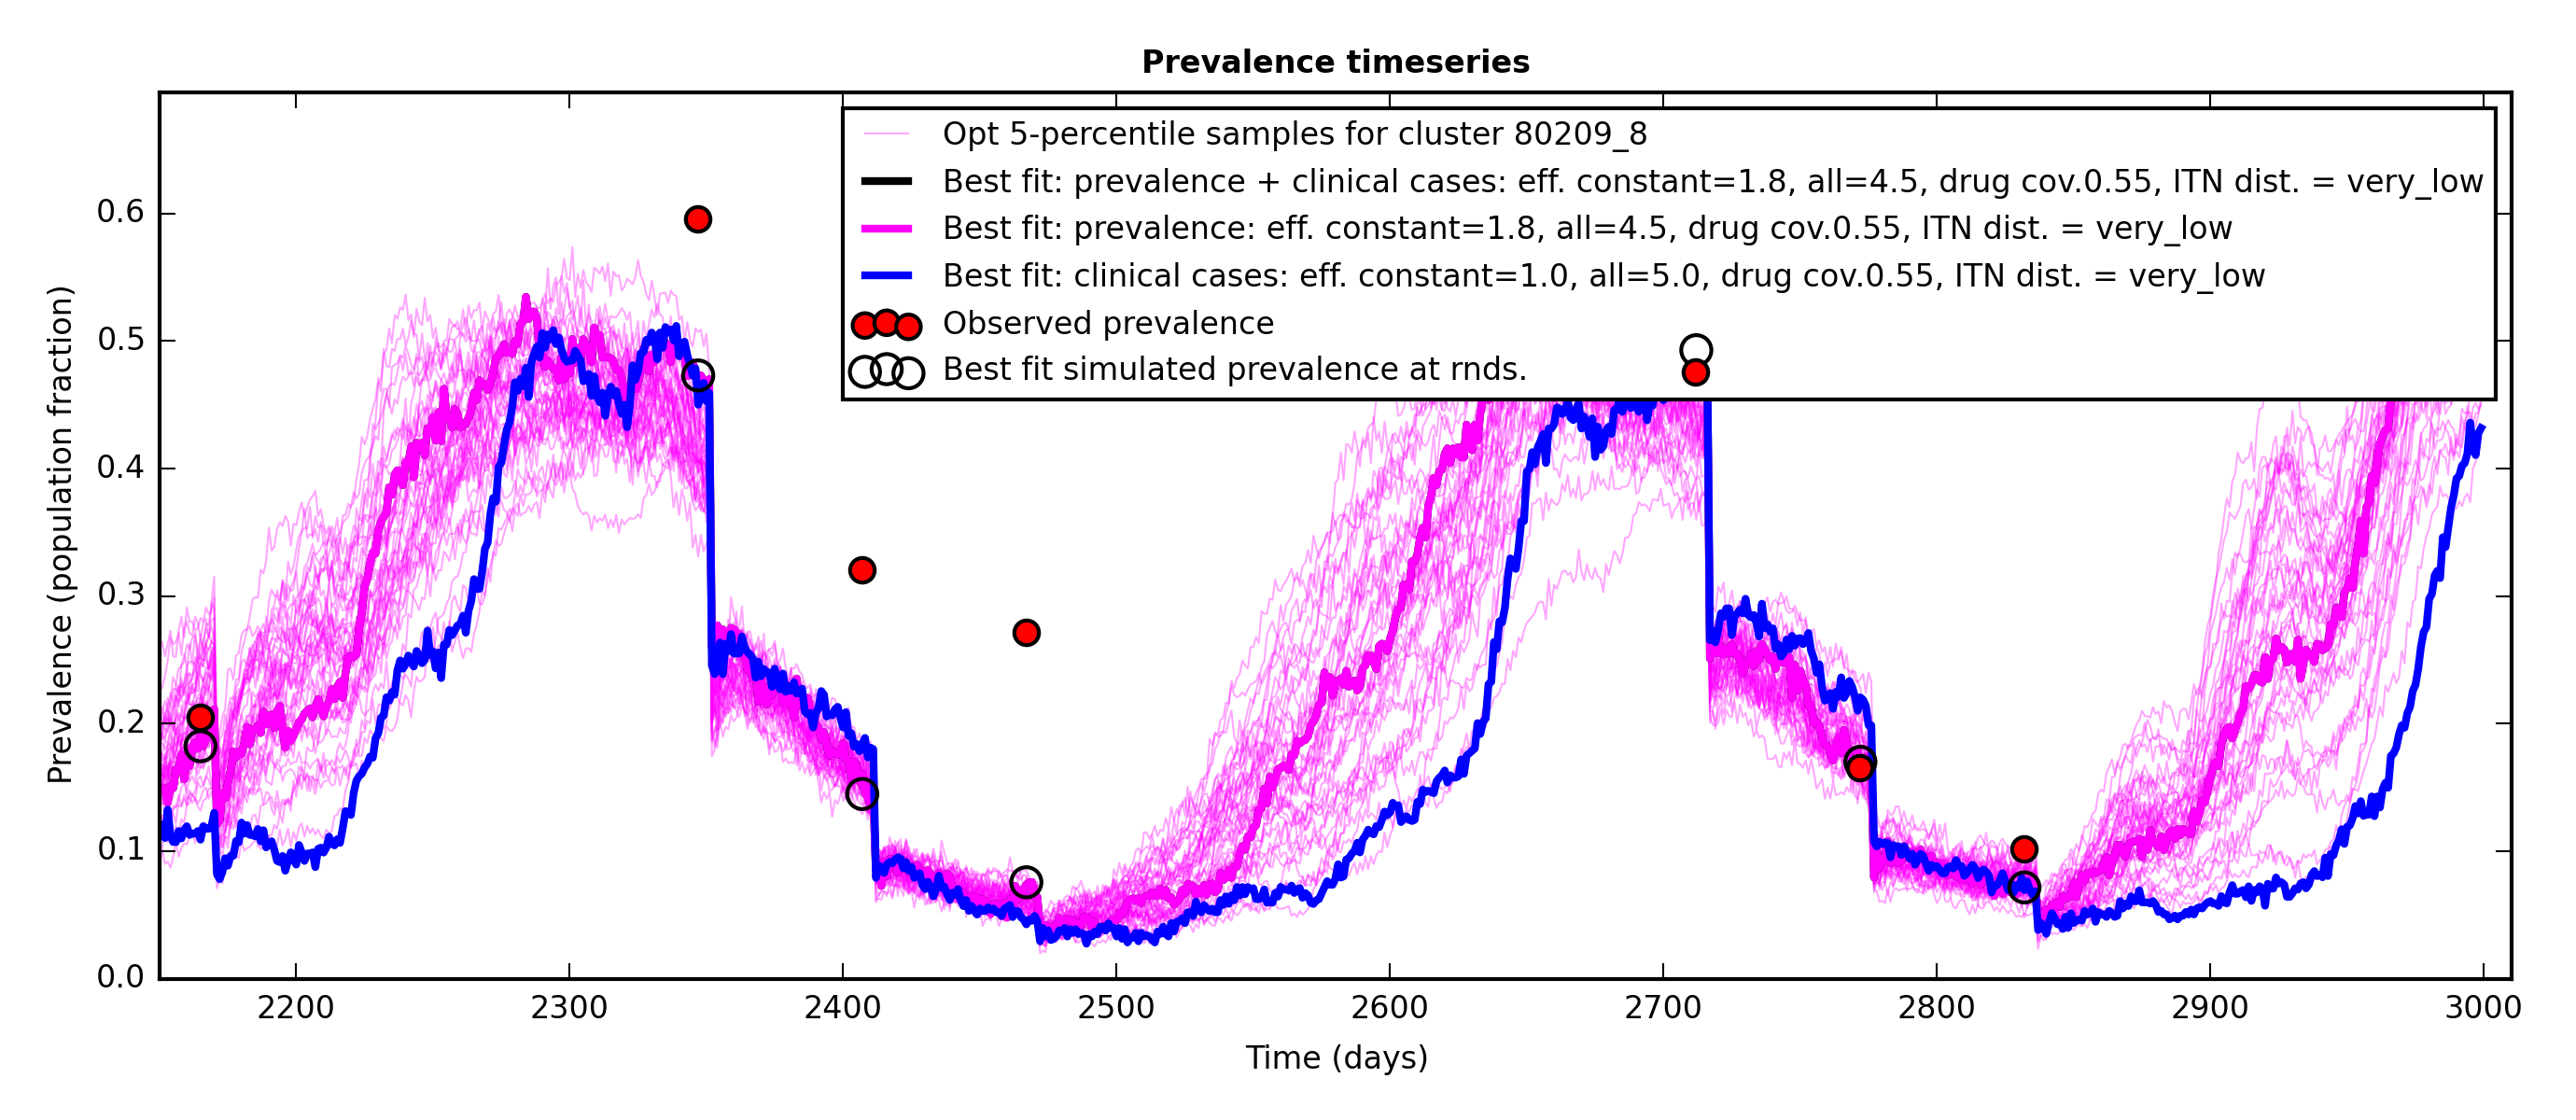 Prevalence timeseries
Opt 5-percentile samples for cluster 80209_8
Best fit: prevalence + clinical cases: eff. constant=1.8, all=4.5, drug cov.0.55, ITN dist. = very_low
Best fit: prevalence: eff. constant=1.8, all=4.5, drug cov.0.55, ITN dist. = very_low
Best fit: clinical cases: eff. constant=1.0, all=5.0, drug cov.0.55, ITN dist. = very_low
Observed prevalence
Best fit simulated prevalence at rnds.
Prevalence (population fraction)
0.6
0.5
0.4
0.3
0.2
0.1
0.0
2200 2300 2400 2500 2600 2700 2800 2900 3000
Time (days)